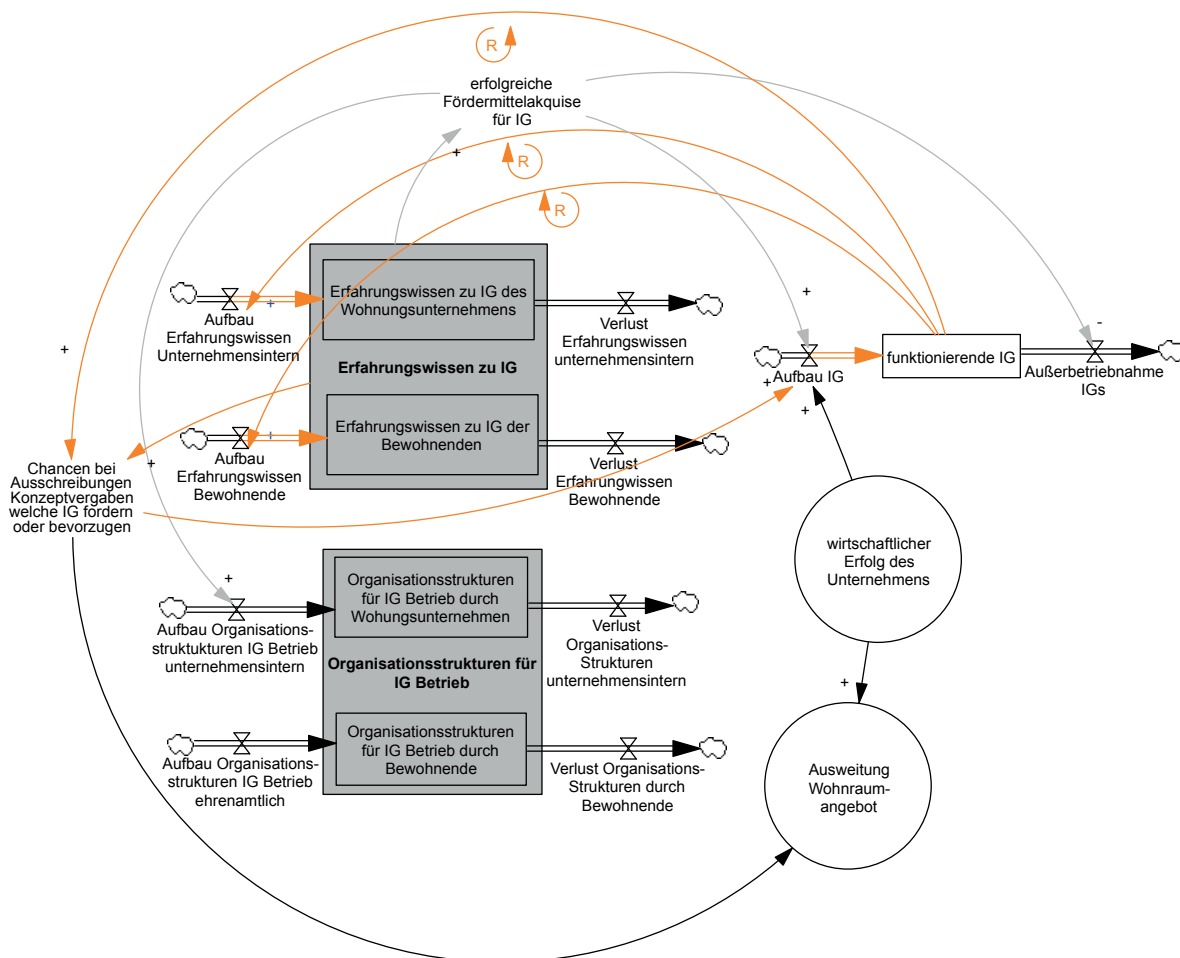 R
erfolgreiche
Fördermittelakquise
für IG
+
R
R
+
Erfahrungswissen zu IG des
Wohnungsunternehmens
+
Aufbau
Erfahrungswissen
Unternehmensintern
Verlust
Erfahrungswissen
unternehmensintern
+
-
+
Erfahrungswissen zu IG
funktionierende IG
Aufbau IG
Außerbetriebnahme
IGs
+
+
Erfahrungswissen zu IG der
Bewohnenden
+
Aufbau
Erfahrungswissen
Bewohnende
Verlust
Erfahrungwissen
Bewohnende
+
Chancen bei
Ausschreibungen
Konzeptvergaben
welche IG fordern
oder bevorzugen
wirtschaftlicher
Erfolg des
Unternehmens
+
Organisationsstrukturen
für IG Betrieb durch
Wohungsunternehmen
Aufbau Organisations-
struktukturen IG Betrieb
unternehmensintern
Verlust
Organisations-
Strukturen
unternehmensintern
Organisationsstrukturen für
IG Betrieb
+
Organisationsstrukturen
für IG Betrieb durch
Bewohnende
Aufbau Organisations-
strukturen IG Betrieb
ehrenamtlich
Verlust Organisations-
Strukturen durch
Bewohnende
Ausweitung
Wohnraum-
angebot